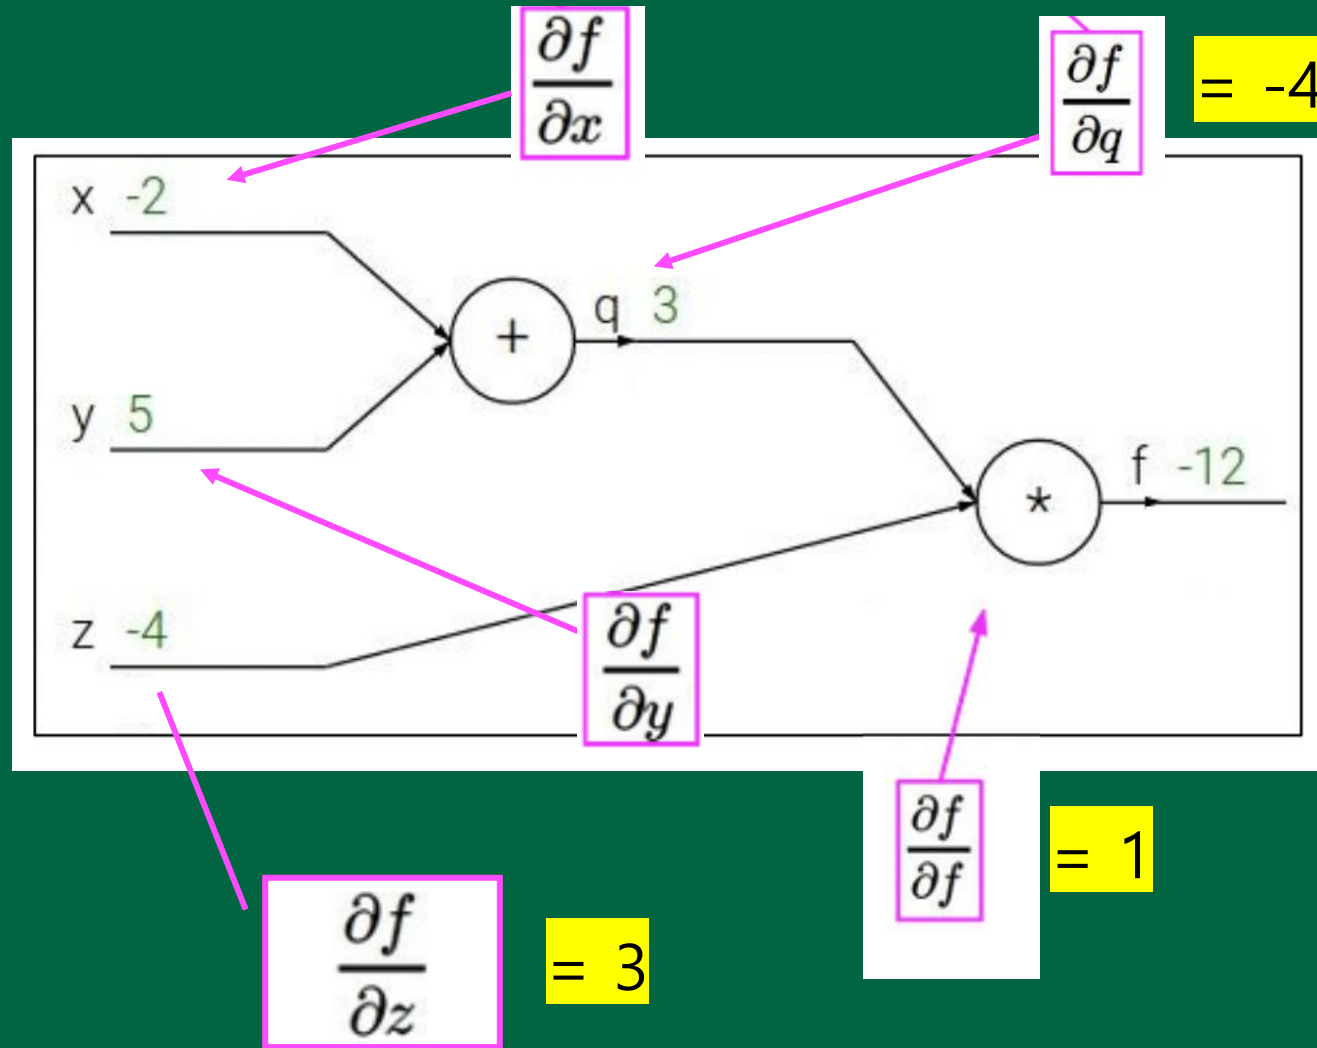 ∂f/∂x
∂f/∂q = -4
x -2
+
q 3
y 5
f -12
*
z -4
∂f/∂y
∂f/∂f = 1
∂f/∂z = 3